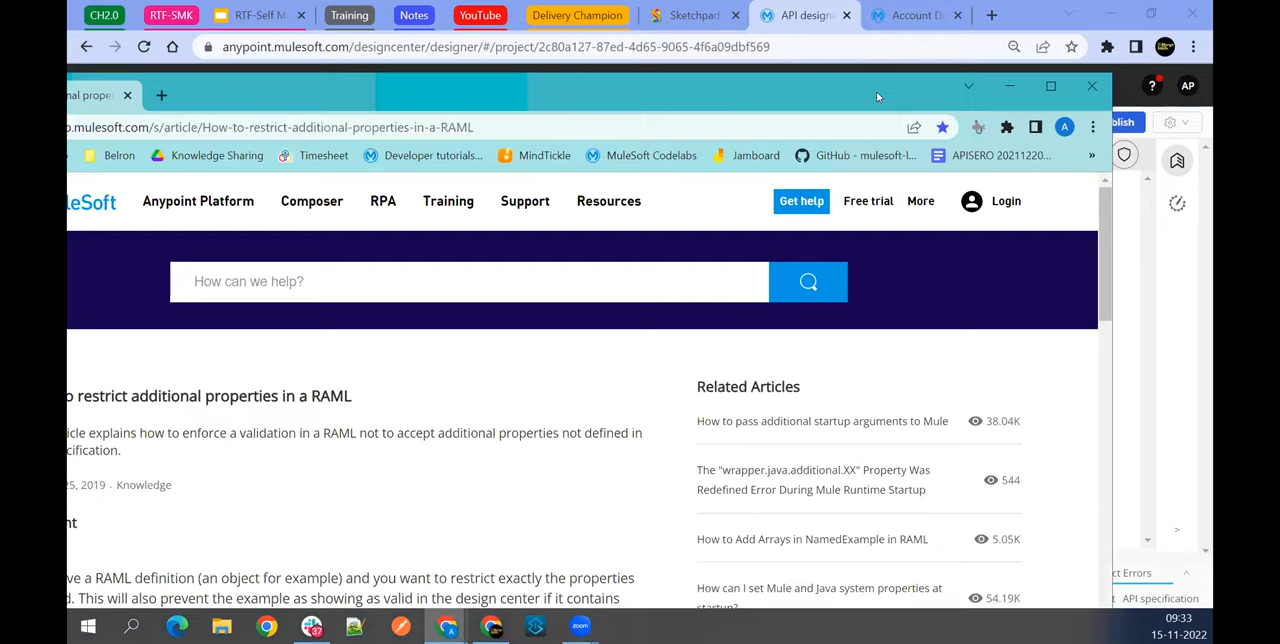 CH2.0 RTF-SMK RTF-Self M Training Notes YouTube Delivery Champion Sketchpad API design Account D
anypoint.mulesoft.com/designcenter/designer/#/project/2c80a127-87ed-4d65-9065-4f6a09dbf569
nal proper
? AP
o.mulesoft.com/s/article/How-to-restrict-additional-properties-in-a-RAML A
blish
Belron Knowledge Sharing Timesheet Developer tutorials... MindTickle MuleSoft Codelabs Jamboard GitHub - mulesoft-l... APISERO 20211220... »
leSoft Anypoint Platform Composer RPA Training Support Resources Get help Free trial More Login
How can we help?
o restrict additional properties in a RAML
icle explains how to enforce a validation in a RAML not to accept additional properties not defined in
cification.
25, 2019 · Knowledge
nt
ve a RAML definition (an object for example) and you want to restrict exactly the properties
d. This will also prevent the example as showing as valid in the design center if it contains
Related Articles
How to pass additional startup arguments to Mule 38.04K
The "wrapper.java.additional.XX" Property Was
Redefined Error During Mule Runtime Startup 544
How to Add Arrays in NamedExample in RAML 5.05K
How can I set Mule and Java system properties at
startup? 54.19K
>
ct Errors
t API specification
37 A zoom
09:33
15-11-2022